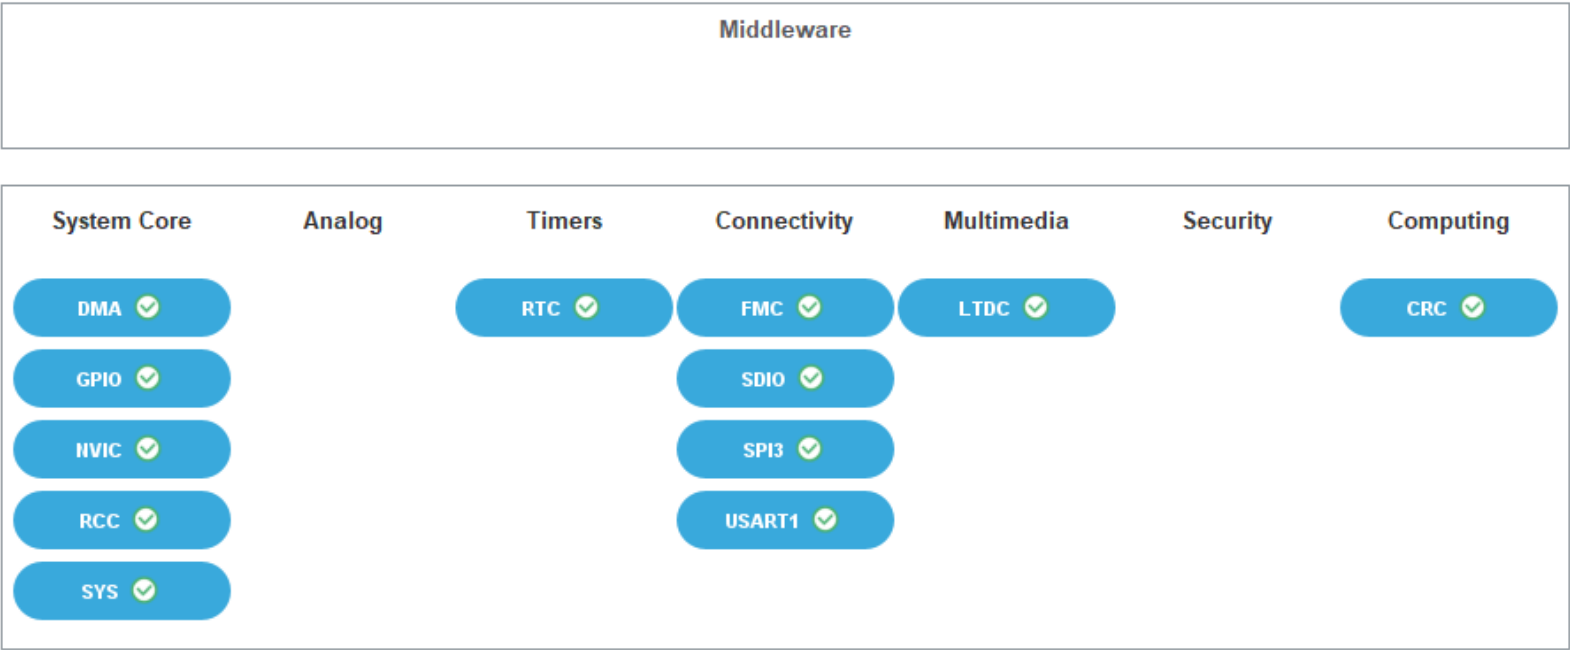 Middleware
System Core Analog Timers Connectivity Multimedia Security Computing
DMA RTC FMC LTDC CRC
GPIO SDIO
NVIC SPI3
RCC USART1
SYS